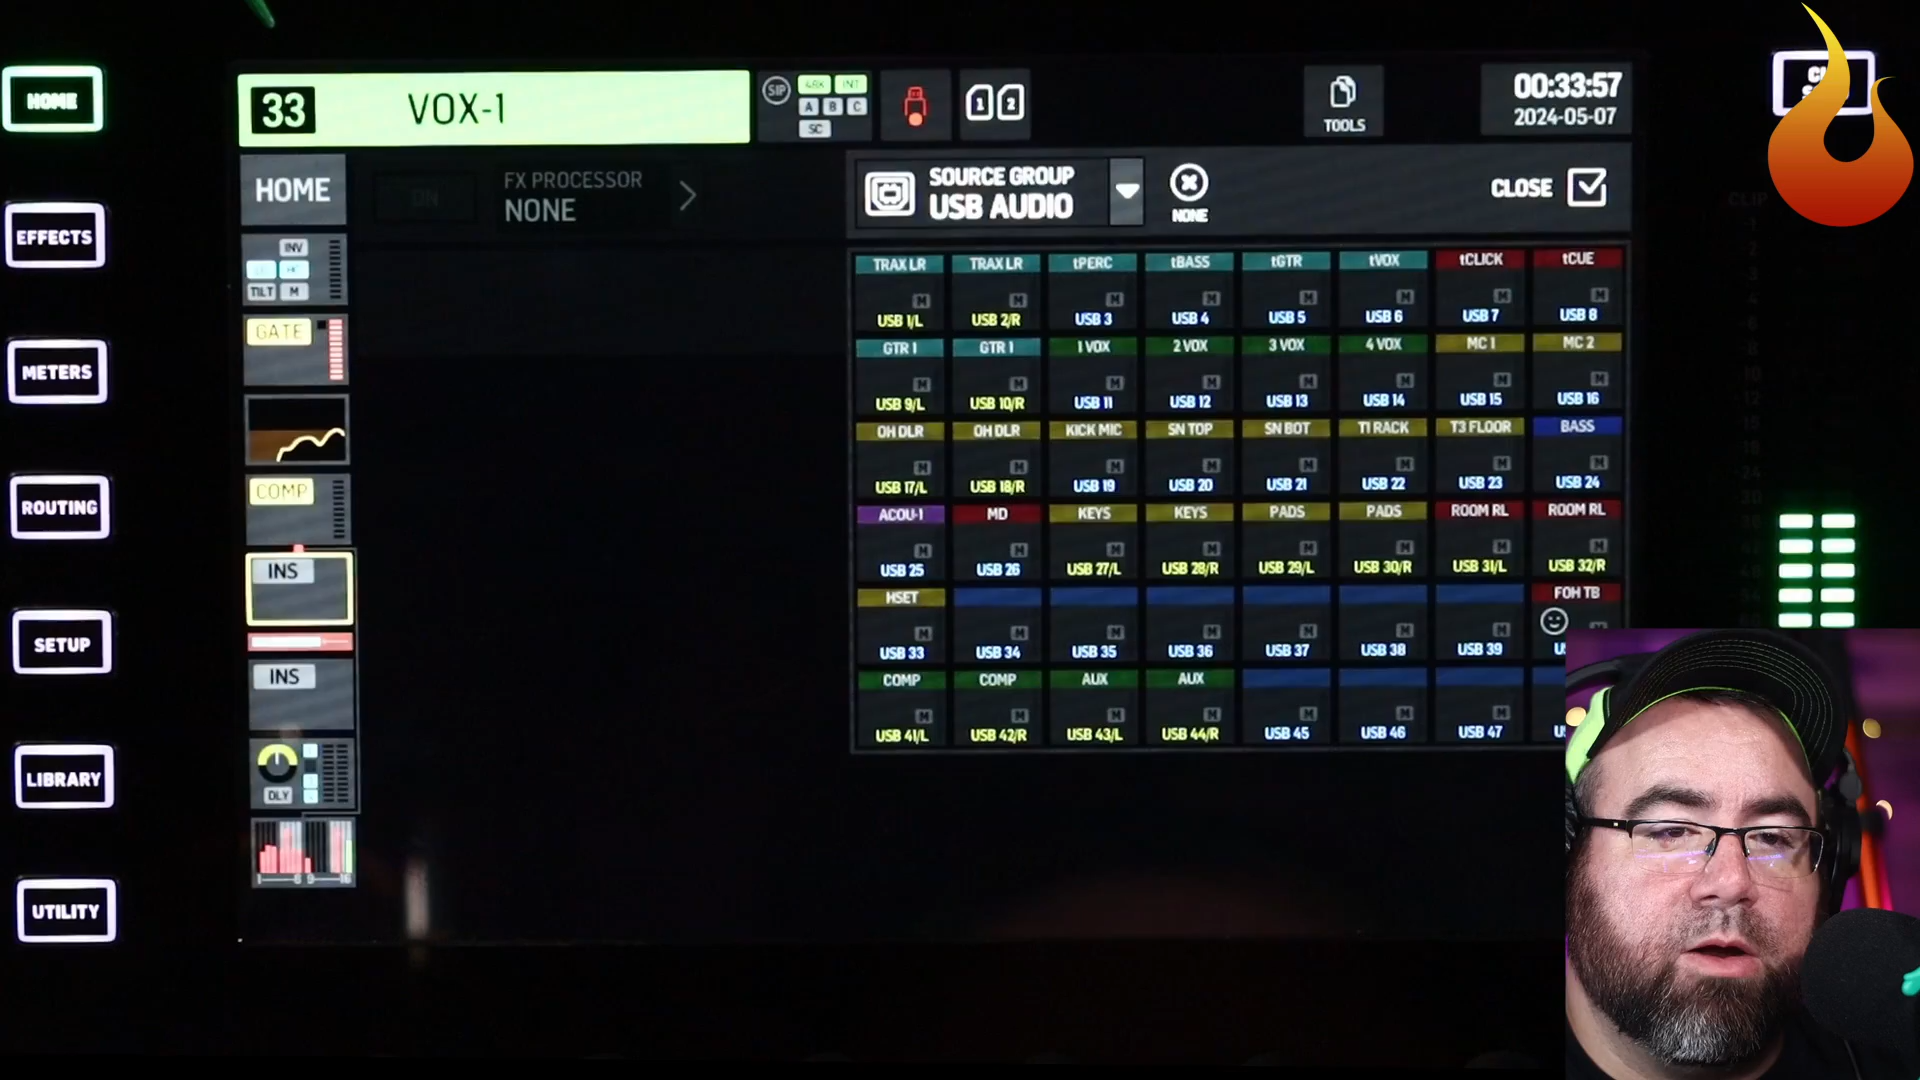 HOME
EFFECTS
METERS
ROUTING
SETUP
LIBRARY
UTILITY
33 VOX-1
SIP 48K INT
A B C
SC
1 2
TOOLS
00:33:57
2024-05-07
HOME
FX PROCESSOR
NONE
ON
SOURCE GROUP
USB AUDIO
NONE
CLOSE
INV
TILT M
GATE
COMP
INS
INS
DLY
1 8 9 16
TRAX LR TRAX LR tPERC tBASS tGTR tVOX tCLICK tCUE
M M M M M M M M
USB 1/L USB 2/R USB 3 USB 4 USB 5 USB 6 USB 7 USB 8
GTR 1 GTR 1 1 VOX 2 VOX 3 VOX 4 VOX MC 1 MC 2
M M M M M M M M
USB 9/L USB 10/R USB 11 USB 12 USB 13 USB 14 USB 15 USB 16
OH DLR OH DLR KICK MIC SN TOP SN BOT T1 RACK T3 FLOOR BASS
M M M M M M M M
USB 17/L USB 18/R USB 19 USB 20 USB 21 USB 22 USB 23 USB 24
ACOU-1 MD KEYS KEYS PADS PADS ROOM RL ROOM RL
M M M M M M M M
USB 25 USB 26 USB 27/L USB 28/R USB 29/L USB 30/R USB 31/L USB 32/R
HSET FOH TB
M M M M M M M
USB 33 USB 34 USB 35 USB 36 USB 37 USB 38 USB 39
COMP COMP AUX AUX
M M M M M M M
USB 41/L USB 42/R USB 43/L USB 44/R USB 45 USB 46 USB 47
CLIP